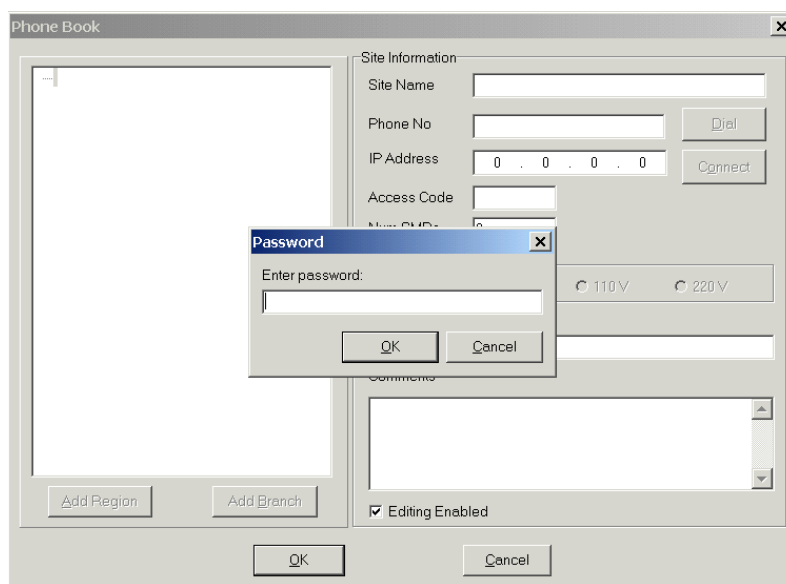 Phone Book
Site Information
Site Name
Phone No
Dial
IP Address
0 . 0 . 0 . 0
Connect
Access Code
Password
Enter password:
110 V
220 V
OK
Cancel
Comments
Add Region
Add Branch
Editing Enabled
OK
Cancel